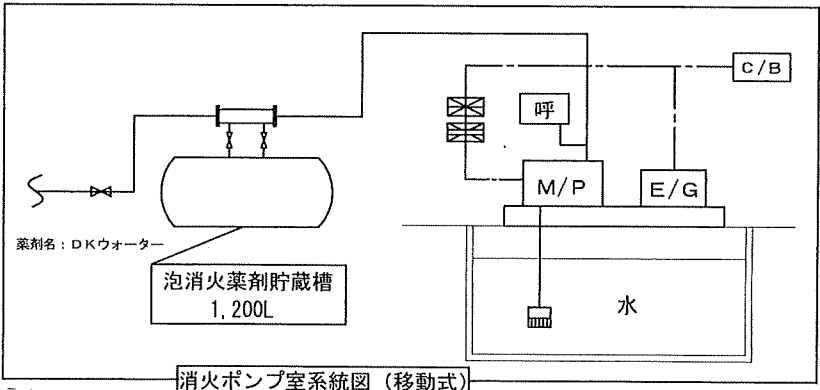 C/B
呼
M/P
E/G
薬剤名：DKウォーター
泡消火薬剤貯蔵槽
1,200L
水
消火ポンプ室系統図（移動式）